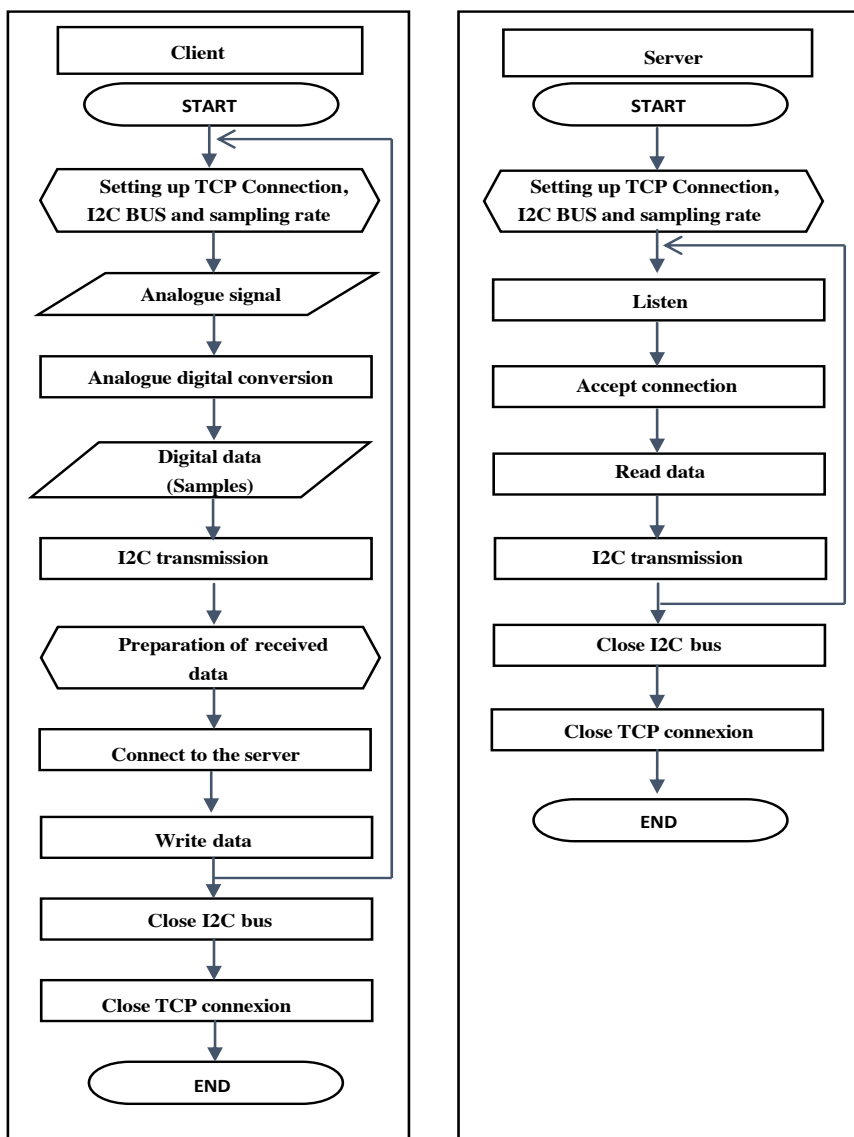 Client
START
Setting up TCP Connection,
I2C BUS and sampling rate
Analogue signal
Analogue digital conversion
Digital data
(Samples)
I2C transmission
Preparation of received
data
Connect to the server
Write data
Close I2C bus
Close TCP connexion
END
Server
START
Setting up TCP Connection,
I2C BUS and sampling rate
Listen
Accept connection
Read data
I2C transmission
Close I2C bus
Close TCP connexion
END